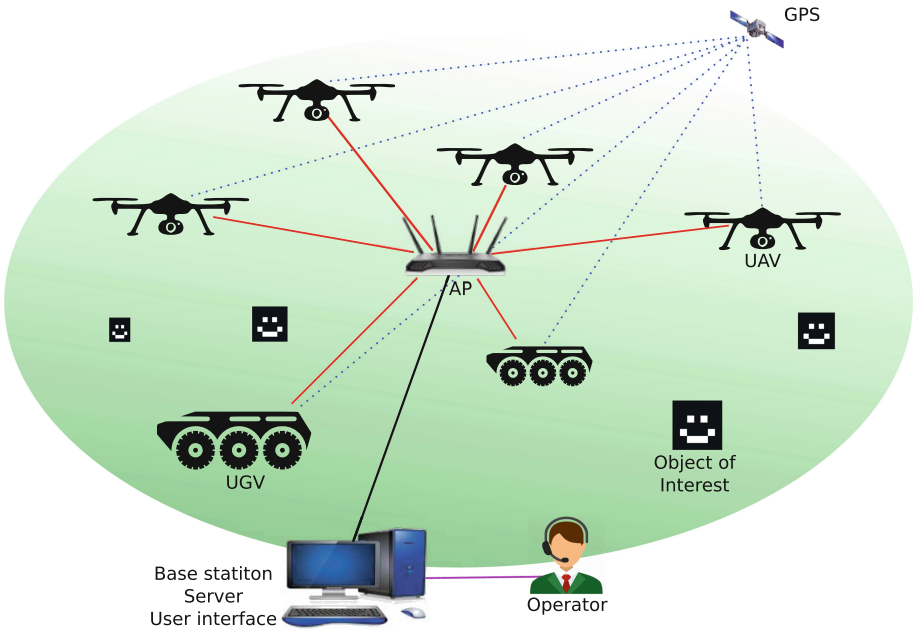 GPS
UAV
AP
UGV
Object of
Interest
Base statiton
Server
User interface
Operator